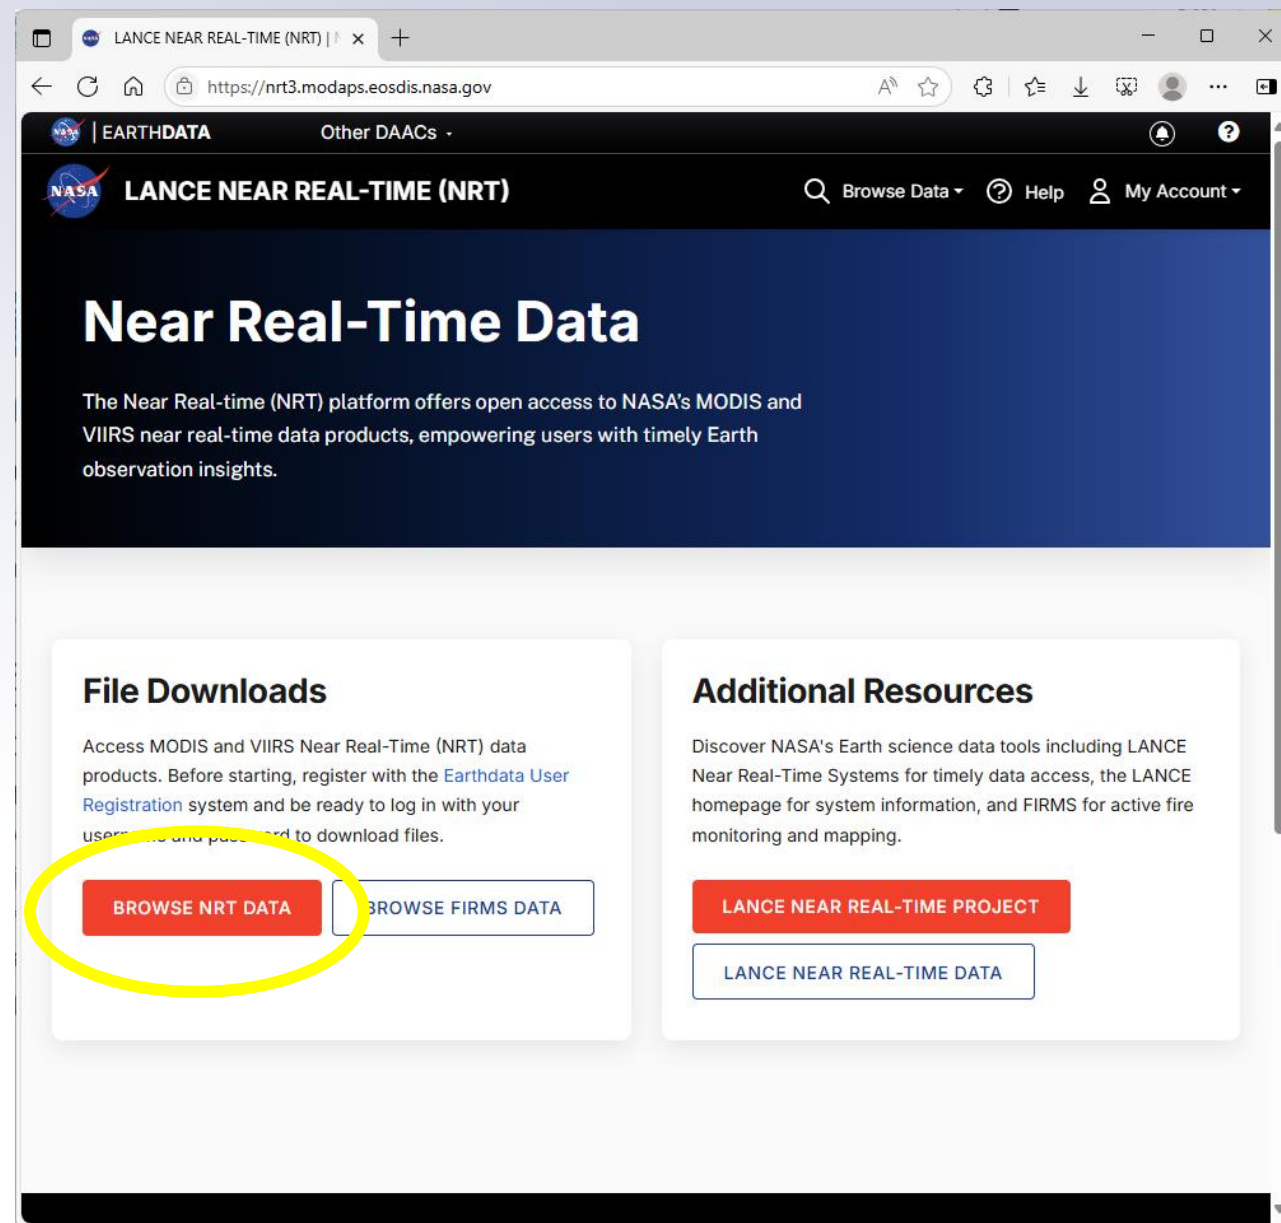 LANCE NEAR REAL-TIME (NRT) |
https://nrt3.modaps.eosdis.nasa.gov
NASA | EARTHDATA Other DAACs
NASA LANCE NEAR REAL-TIME (NRT) Browse Data Help My Account
Near Real-Time Data
The Near Real-time (NRT) platform offers open access to NASA's MODIS and
VIIRS near real-time data products, empowering users with timely Earth
observation insights.
File Downloads
Access MODIS and VIIRS Near Real-Time (NRT) data
products. Before starting, register with the Earthdata User
Registration system and be ready to log in with your
username and password to download files.
BROWSE NRT DATA BROWSE FIRMS DATA
Additional Resources
Discover NASA's Earth science data tools including LANCE
Near Real-Time Systems for timely data access, the LANCE
homepage for system information, and FIRMS for active fire
monitoring and mapping.
LANCE NEAR REAL-TIME PROJECT
LANCE NEAR REAL-TIME DATA